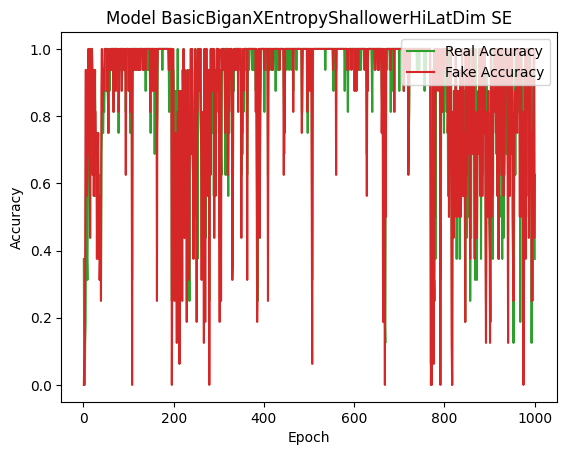 Model BasicBiganXEntropyShallowerHiLatDim SE
Real Accuracy
Fake Accuracy
Accuracy
1.0
0.8
0.6
0.4
0.2
0.0
0 200 400 600 800 1000
Epoch